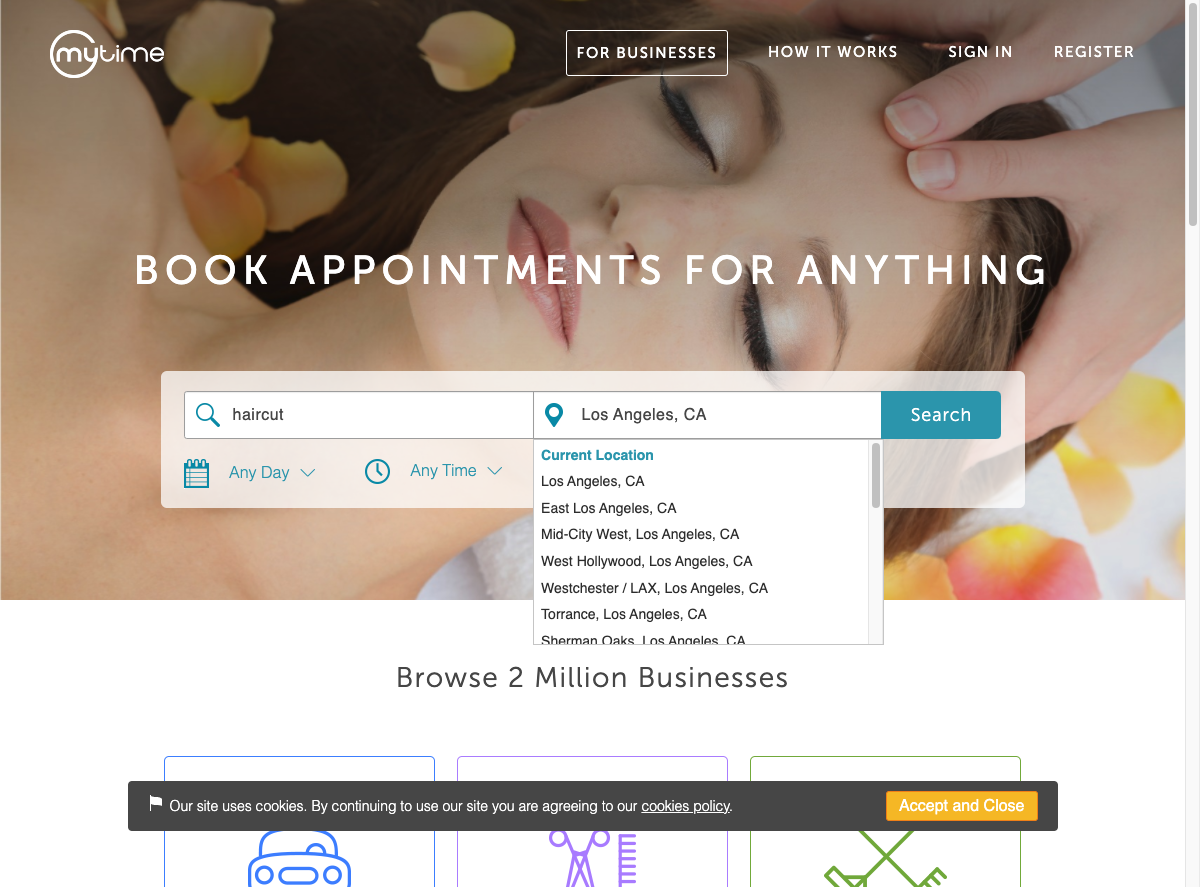 mytime
FOR BUSINESSES
HOW IT WORKS
SIGN IN
REGISTER
BOOK APPOINTMENTS FOR ANYTHING
haircut
Los Angeles, CA
Search
Any Day
Any Time
Current Location
Los Angeles, CA
East Los Angeles, CA
Mid-City West, Los Angeles, CA
West Hollywood, Los Angeles, CA
Westchester / LAX, Los Angeles, CA
Torrance, Los Angeles, CA
Sherman Oaks, Los Angeles, CA
Browse 2 Million Businesses
Our site uses cookies. By continuing to use our site you are agreeing to our cookies policy.
Accept and Close